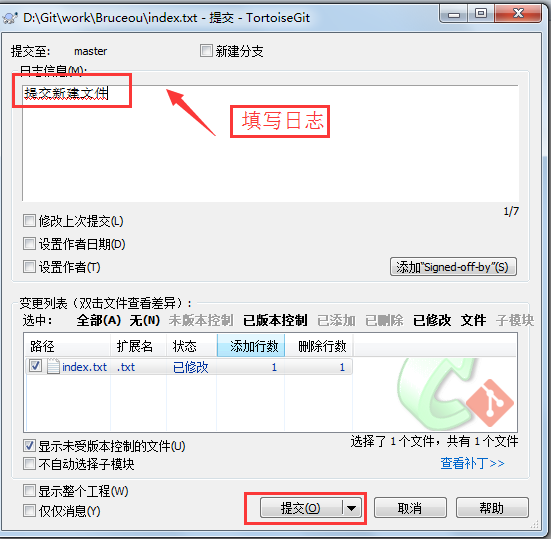 D:\Git\work\Bruceou\index.txt - 提交 - TortoiseGit
提交至: master 新建分支
日志信息(M):
提交新建文件
填写日志
1/7
修改上次提交(L)
设置作者日期(D)
设置作者(T)
添加"Signed-off-by"(S)
变更列表（双击文件查看差异）:
选中: 全部(A) 无(N) 未版本控制 已版本控制 已添加 已删除 已修改 文件 子模块
路径 扩展名 状态 添加行数 删除行数
index.txt .txt 已修改 1 1
显示未受版本控制的文件(U)
选择了 1 个文件，共有 1 个文件
不自动选择子模块
查看补丁>>
显示整个工程(W)
仅仅消息(Y)
提交(O) 取消 帮助